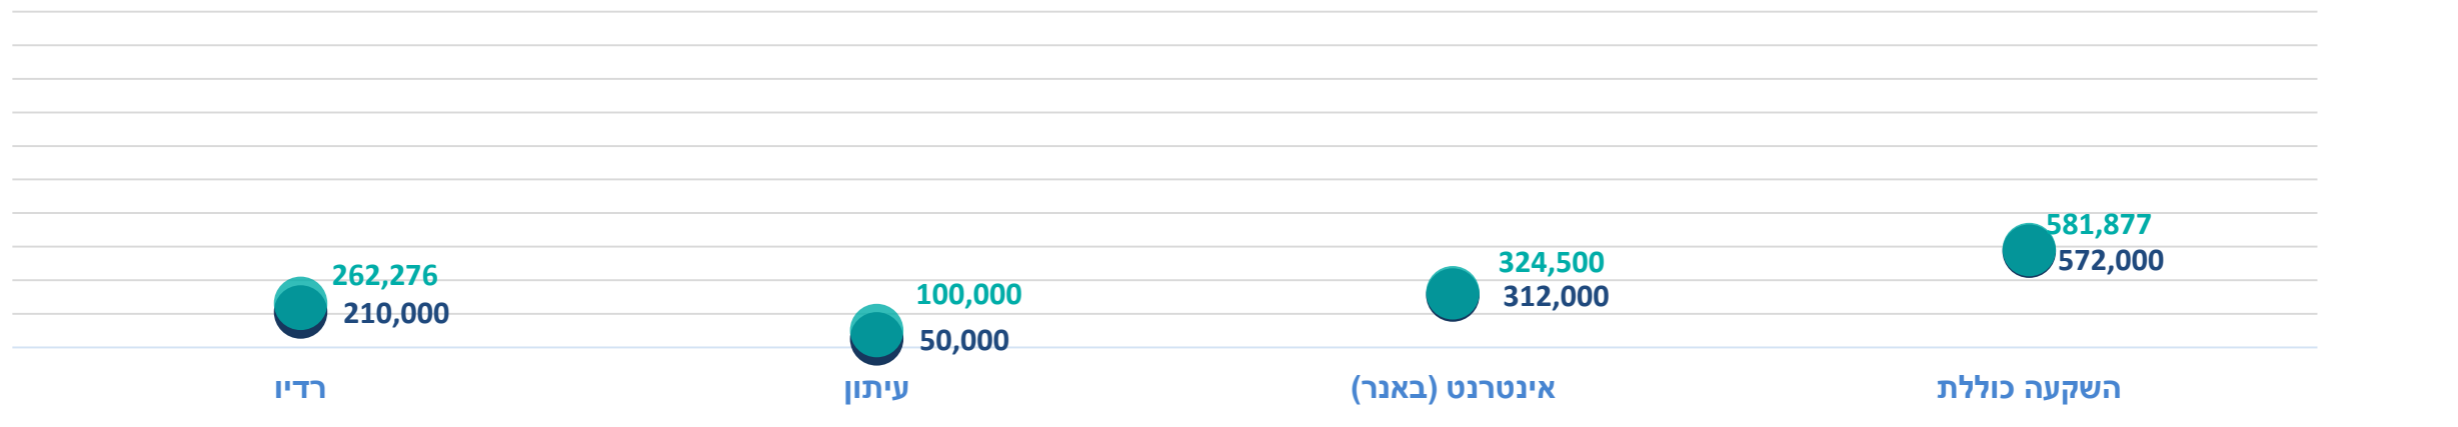 581,877
572,000
324,500
312,000
262,276
210,000
100,000
50,000
השקעה כוללת
אינטרנט (באנר)
עיתון
רדיו